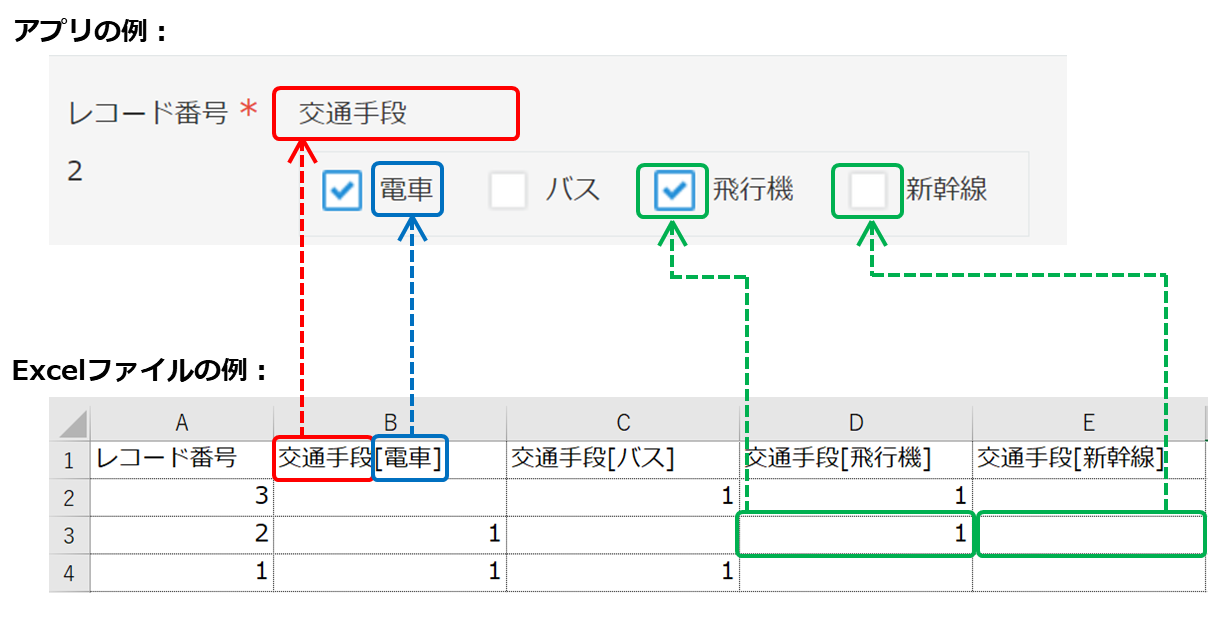 アプリの例：
レコード番号 * 交通手段
2 電車 バス 飛行機 新幹線
Excelファイルの例：
A B C D E
1 レコード番号 交通手段[電車] 交通手段[バス] 交通手段[飛行機] 交通手段[新幹線]
2 3 1 1
3 2 1 1
4 1 1 1